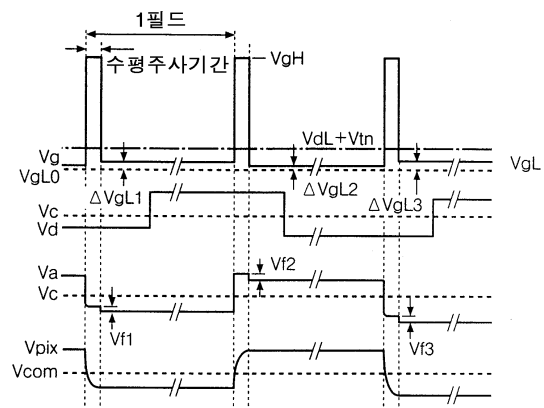 1필드
수평주사기간
VgH
VdL+Vtn
Vg
VgL
VgL0
ΔVgL1
ΔVgL2
ΔVgL3
Vc
Vd
Va
Vf2
Vc
Vf1
Vf3
Vpix
Vcom